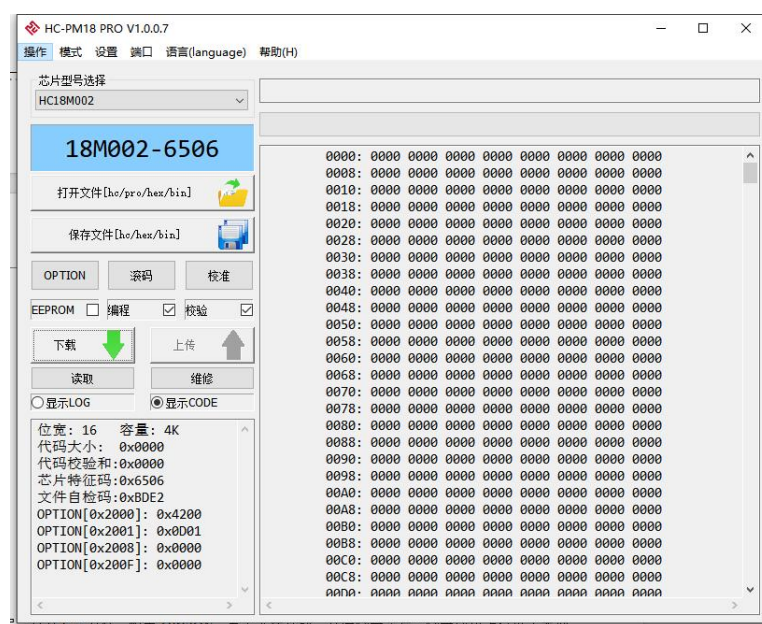 HC-PM18 PRO V1.0.0.7
操作 模式 设置 端口 语言(language) 帮助(H)
芯片型号选择
HC18M002
18M002-6506
打开文件[hc/pro/hex/bin]
保存文件[hc/hex/bin]
OPTION 滚码 校准
EEPROM 编程 校验
下载 上传
读取 维修
显示LOG 显示CODE
位宽: 16 容量: 4K
代码大小: 0x0000
代码校验和:0x0000
芯片特征码:0x6506
文件自检码:0xBDE2
OPTION[0x2000]: 0x4200
OPTION[0x2001]: 0x0D01
OPTION[0x2008]: 0x0000
OPTION[0x200F]: 0x0000
0000: 0000 0000 0000 0000 0000 0000 0000 0000
0008: 0000 0000 0000 0000 0000 0000 0000 0000
0010: 0000 0000 0000 0000 0000 0000 0000 0000
0018: 0000 0000 0000 0000 0000 0000 0000 0000
0020: 0000 0000 0000 0000 0000 0000 0000 0000
0028: 0000 0000 0000 0000 0000 0000 0000 0000
0030: 0000 0000 0000 0000 0000 0000 0000 0000
0038: 0000 0000 0000 0000 0000 0000 0000 0000
0040: 0000 0000 0000 0000 0000 0000 0000 0000
0048: 0000 0000 0000 0000 0000 0000 0000 0000
0050: 0000 0000 0000 0000 0000 0000 0000 0000
0058: 0000 0000 0000 0000 0000 0000 0000 0000
0060: 0000 0000 0000 0000 0000 0000 0000 0000
0068: 0000 0000 0000 0000 0000 0000 0000 0000
0070: 0000 0000 0000 0000 0000 0000 0000 0000
0078: 0000 0000 0000 0000 0000 0000 0000 0000
0080: 0000 0000 0000 0000 0000 0000 0000 0000
0088: 0000 0000 0000 0000 0000 0000 0000 0000
0090: 0000 0000 0000 0000 0000 0000 0000 0000
0098: 0000 0000 0000 0000 0000 0000 0000 0000
00A0: 0000 0000 0000 0000 0000 0000 0000 0000
00A8: 0000 0000 0000 0000 0000 0000 0000 0000
00B0: 0000 0000 0000 0000 0000 0000 0000 0000
00B8: 0000 0000 0000 0000 0000 0000 0000 0000
00C0: 0000 0000 0000 0000 0000 0000 0000 0000
00C8: 0000 0000 0000 0000 0000 0000 0000 0000
00D0: 0000 0000 0000 0000 0000 0000 0000 0000